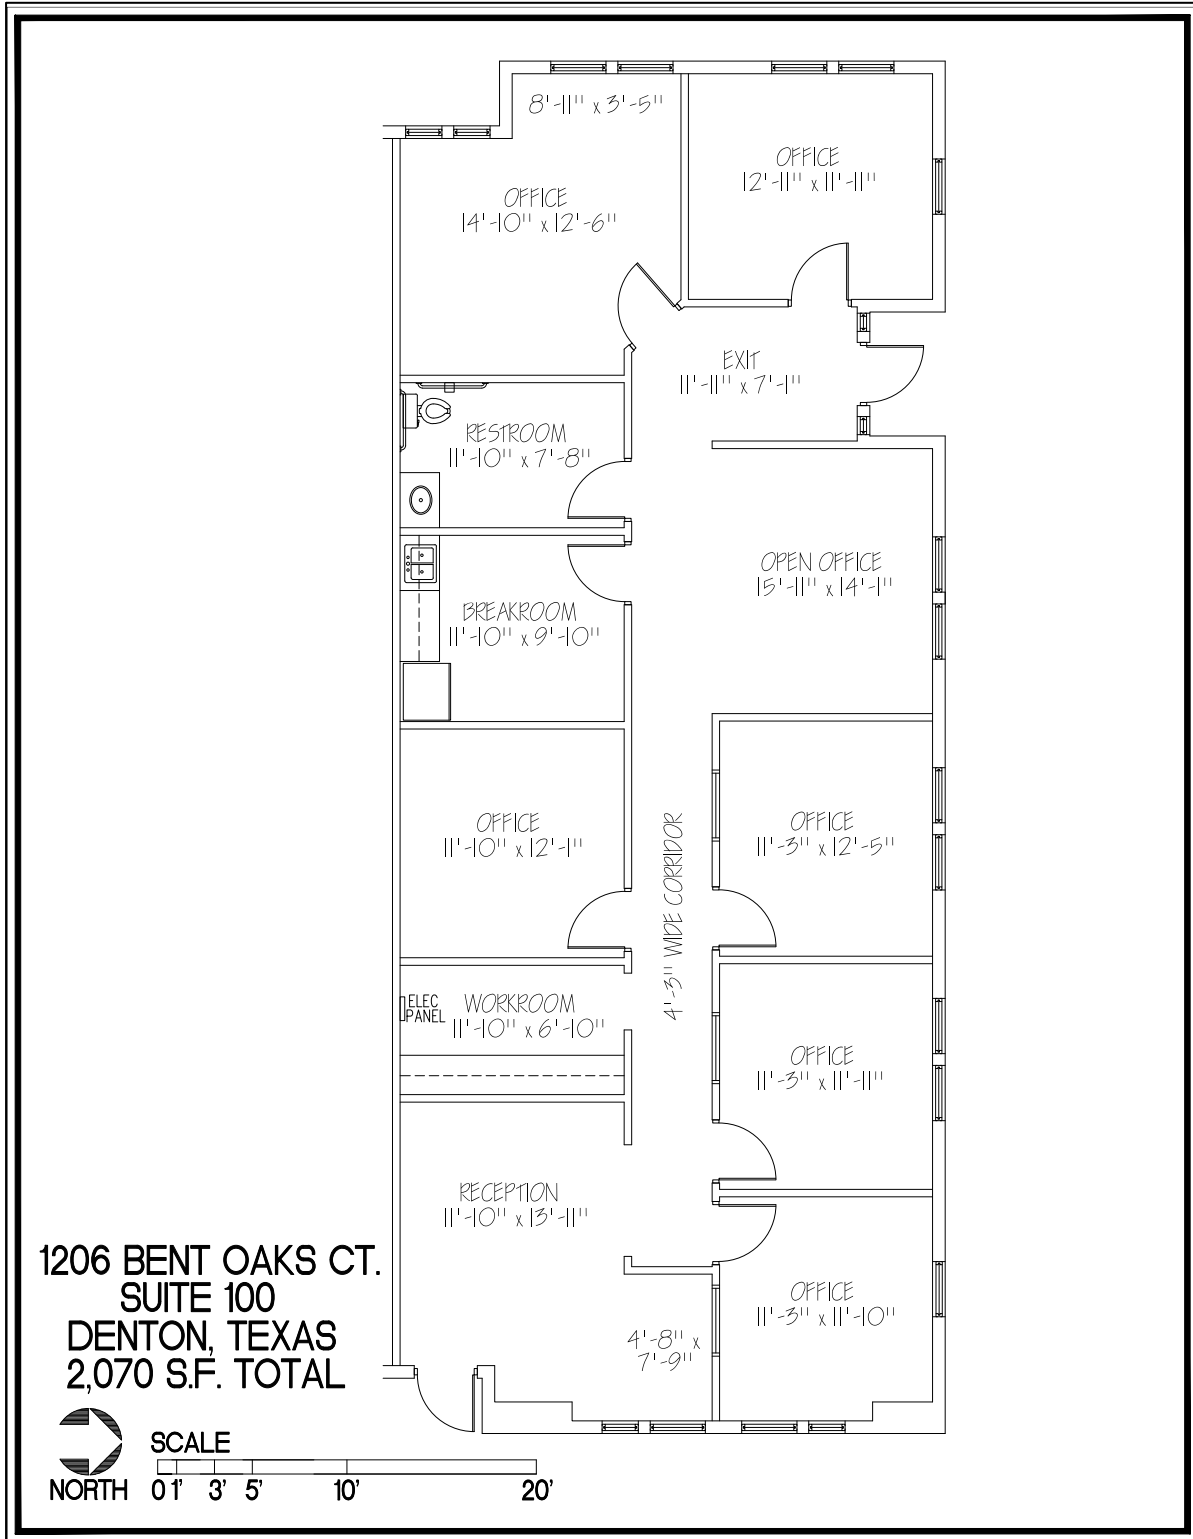 8'-11" x 3'-5"
OFFICE
12'-11" x 11'-11"
OFFICE
14'-10" x 12'-6"
EXIT
11'-11" x 7'-1"
RESTROOM
11'-10" x 7'-8"
OPEN OFFICE
15'-11" x 14'-1"
BREAKROOM
11'-10" x 9'-10"
OFFICE
11'-10" x 12'-1"
OFFICE
11'-3" x 12'-5"
4'-3" WIDE CORRIDOR
ELEC
PANEL
WORKROOM
11'-10" x 6'-10"
OFFICE
11'-3" x 11'-11"
RECEPTION
11'-10" x 13'-11"
OFFICE
11'-3" x 11'-10"
4'-8" x
7'-9"
1206 BENT OAKS CT.
SUITE 100
DENTON, TEXAS
2,070 S.F. TOTAL
NORTH
SCALE
0 1' 3' 5' 10' 20'